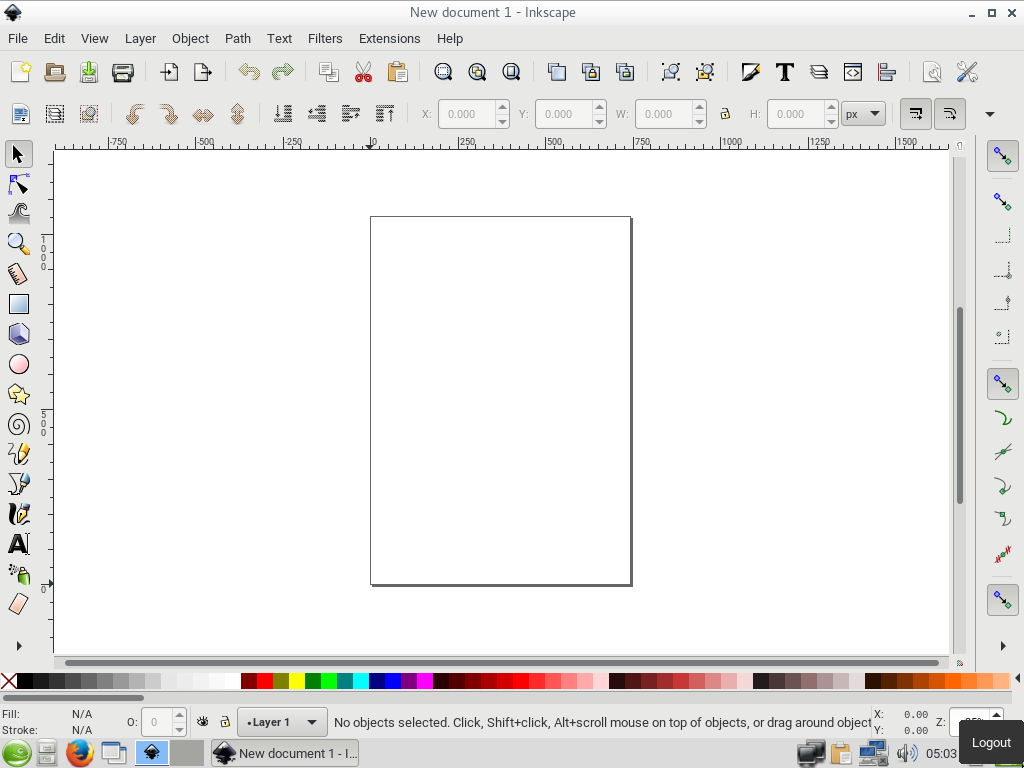 New document 1 - Inkscape
File Edit View Layer Object Path Text Filters Extensions Help
X: 0.000 Y: 0.000 W: 0.000 H: 0.000 px
-750 -500 -250 0 250 500 750 1000 1250 1500
1000
500
0
Fill: N/A
Stroke: N/A
O: 0
Layer 1
No objects selected. Click, Shift+click, Alt+scroll mouse on top of objects, or drag around object
X: 0.00
Y: 0.00
Z:
New document 1 - I...
05:03
Logout